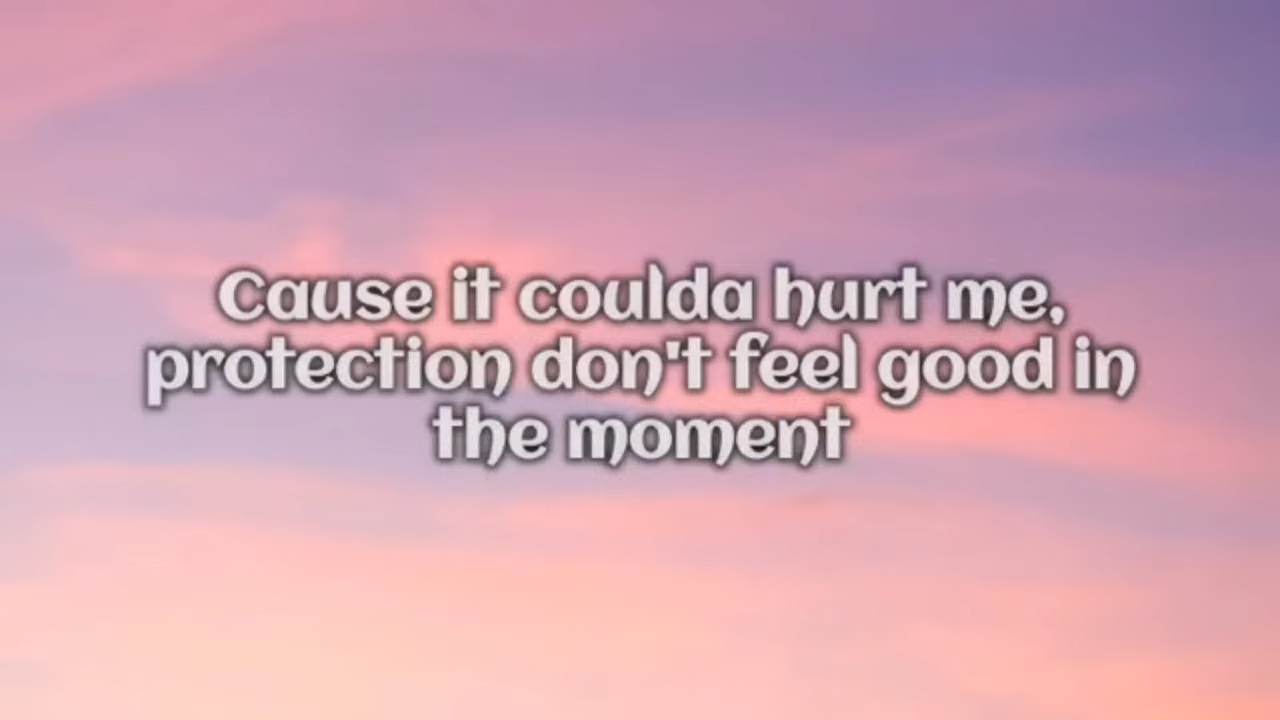 Cause it coulda hurt me,
protection don't feel good in
the moment